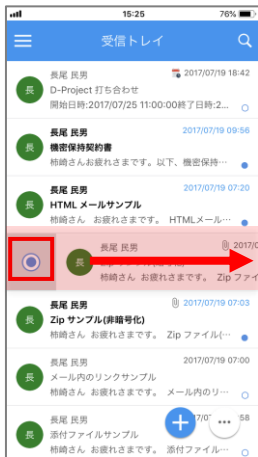 15:25
76%
受信トレイ
長
長尾 民男
2017/07/19 18:42
D-Project 打ち合わせ
開始日時:2017/07/25 11:00:00終了日時:2...
長
長尾 民男
2017/07/19 09:56
機密保持契約書
柿崎さんお疲れさまです。以下、機密保持…
長
長尾 民男
2017/07/19 07:20
HTML メールサンプル
柿崎さん お疲れさまです。 HTMLメール…
長
長尾 民男
2017/0
柿崎さん お疲れさまです。 Zip ファイ
長
長尾 民男
2017/07/19 07:03
Zip サンプル(非暗号化)
柿崎さん お疲れさまです。 Zip ファイル(…
長
長尾 民男
2017/07/19 07:00
メール内のリンクサンプル
柿崎さん お疲れさまです。 メール内のリ…
長
長尾 民男
58
添付ファイルサンプル
柿崎さん お疲れさまです。 添付ファイル…